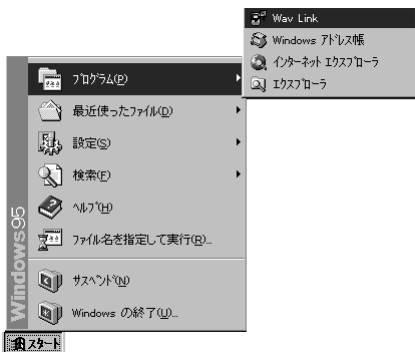 Wav Link
Windows アドレス帳
インターネット エクスプローラ
エクスプローラ
プログラム(P)
最近使ったファイル(D)
設定(S)
検索(F)
ヘルプ(H)
ファイル名を指定して実行(R)...
サスペンド(N)
Windows の終了(U)...
Windows95
スタート